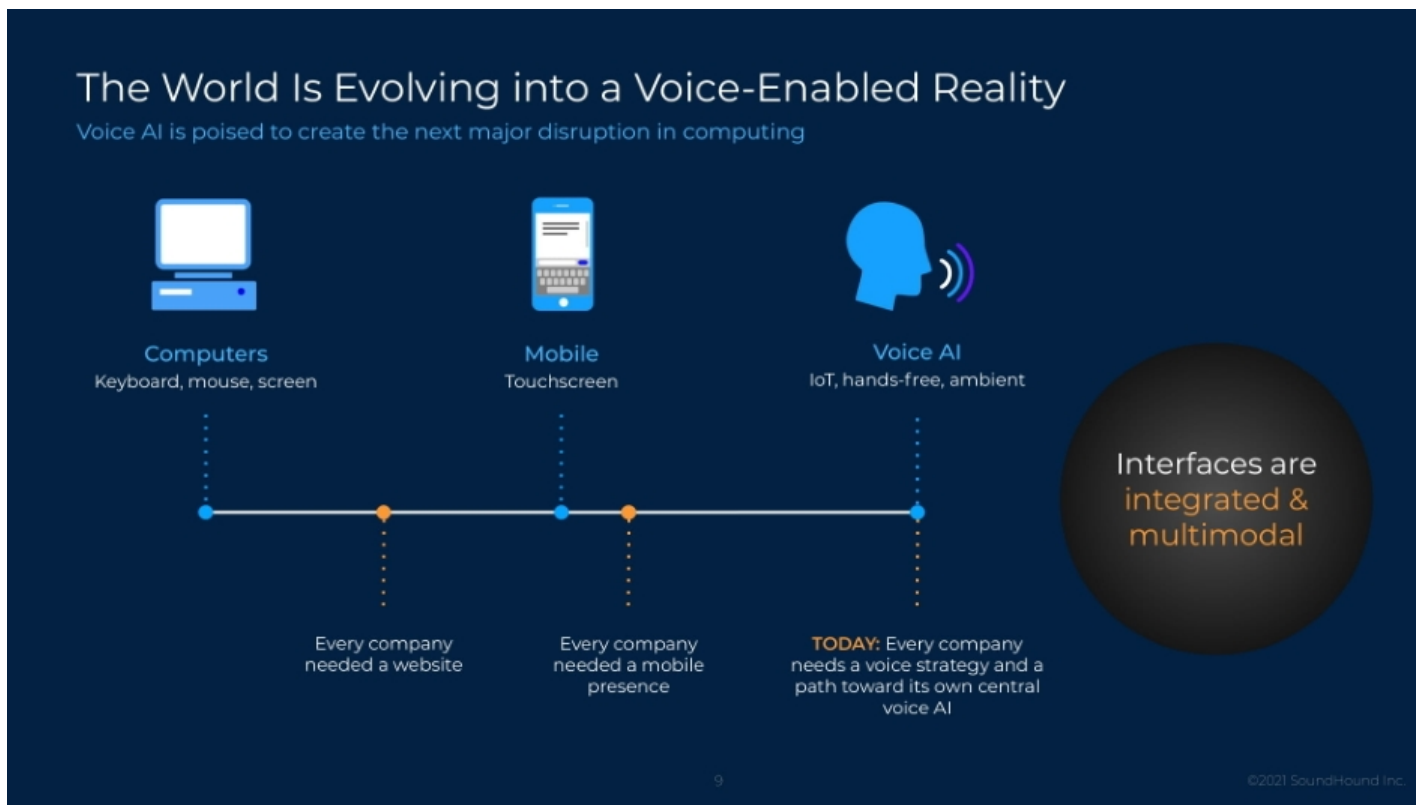 The World Is Evolving into a Voice-Enabled Reality
Voice AI is poised to create the next major disruption in computing
Computers
Keyboard, mouse, screen
Mobile
Touchscreen
Voice AI
IoT, hands-free, ambient
Interfaces are
integrated &
multimodal
Every company
needed a website
Every company
needed a mobile
presence
TODAY: Every company
needs a voice strategy and a
path toward its own central
voice AI
9
©2021 SoundHound Inc.